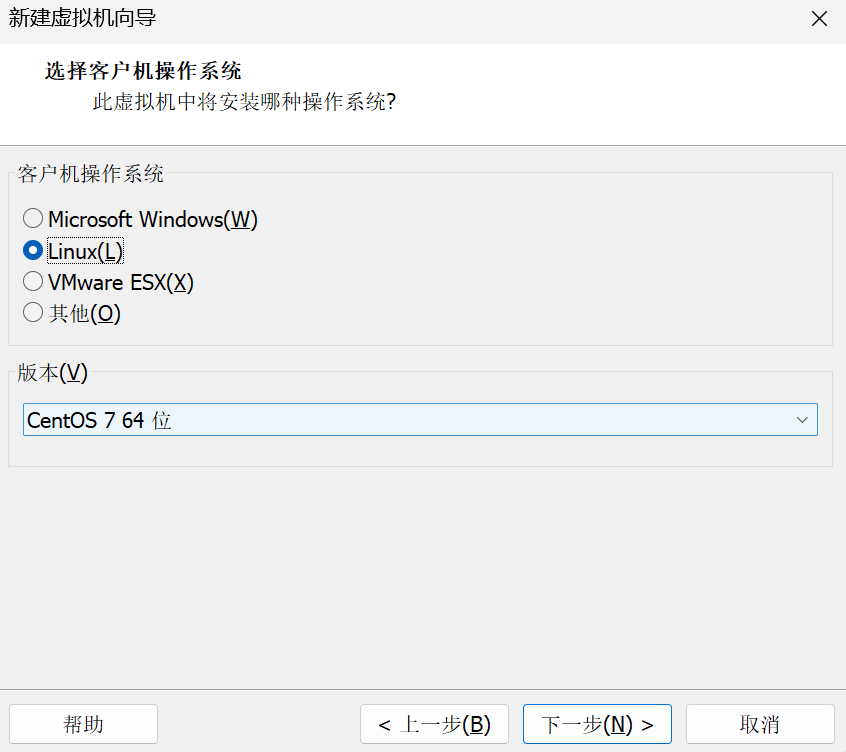 新建虚拟机向导
选择客户机操作系统
此虚拟机中将安装哪种操作系统?
客户机操作系统
Microsoft Windows(W)
Linux(L)
VMware ESX(X)
其他(O)
版本(V)
CentOS 7 64 位
帮助
< 上一步(B)
下一步(N) >
取消